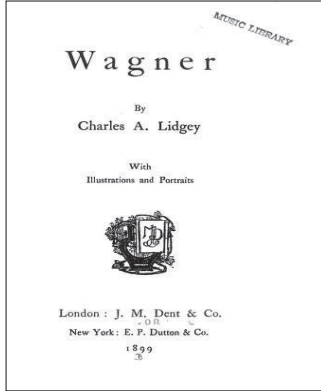 MUSIC LIBRARY
Wagner
By
Charles A. Lidgey
With
Illustrations and Portraits
London: J. M. Dent & Co.
New York: E. P. Dutton & Co.
1899